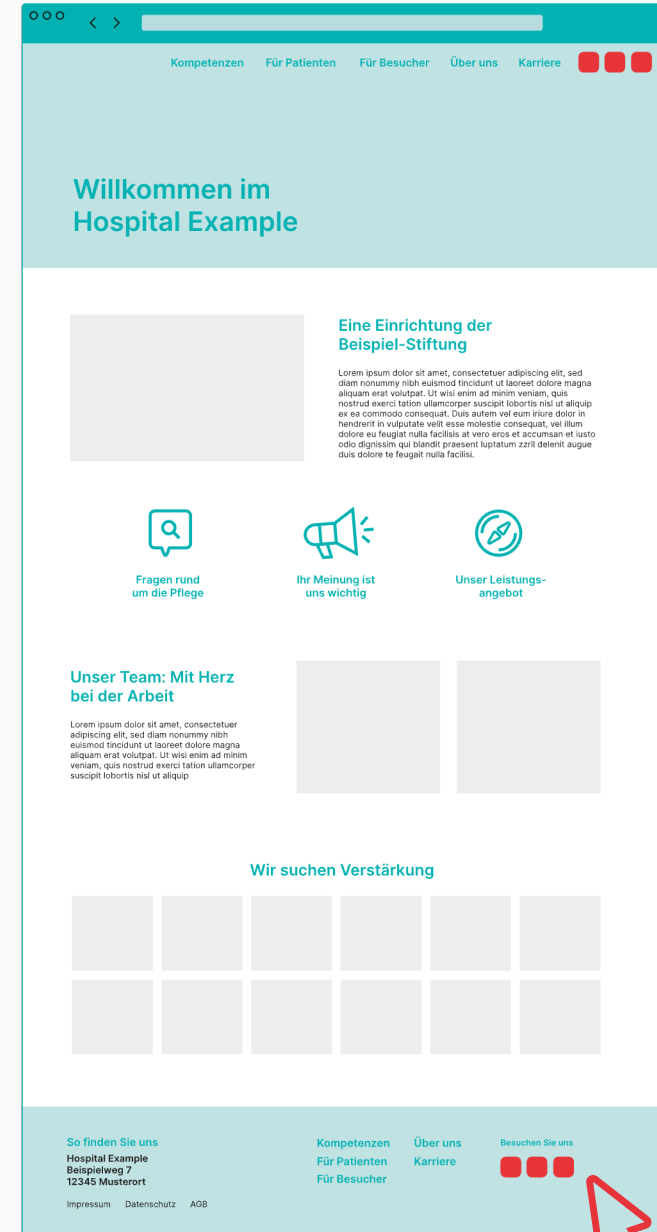 Kompetenzen Für Patienten Für Besucher Über uns Karriere
Willkommen im
Hospital Example
Eine Einrichtung der
Beispiel-Stiftung
Lorem ipsum dolor sit amet, consectetuer adipiscing elit, sed
diam nonummy nibh euismod tincidunt ut laoreet dolore magna
aliquam erat volutpat. Ut wisi enim ad minim veniam, quis
nostrud exerci tation ullamcorper suscipit lobortis nisl ut aliquip
ex ea commodo consequat. Duis autem vel eum iriure dolor in
hendrerit in vulputate velit esse molestie consequat, vel illum
dolore eu feugiat nulla facilisis at vero eros et accumsan et iusto
odio dignissim qui blandit praesent luptatum zzril delenit augue
duis dolore te feugait nulla facilisi.
Fragen rund
um die Pflege
Ihr Meinung ist
uns wichtig
Unser Leistungs-
angebot
Unser Team: Mit Herz
bei der Arbeit
Lorem ipsum dolor sit amet, consectetuer
adipiscing elit, sed diam nonummy nibh
euismod tincidunt ut laoreet dolore magna
aliquam erat volutpat. Ut wisi enim ad minim
veniam, quis nostrud exerci tation ullamcorper
suscipit lobortis nisl ut aliquip
Wir suchen Verstärkung
So finden Sie uns
Hospital Example
Beispielweg 7
12345 Musterort
Impressum Datenschutz AGB
Kompetenzen
Für Patienten
Für Besucher
Über uns
Karriere
Besuchen Sie uns